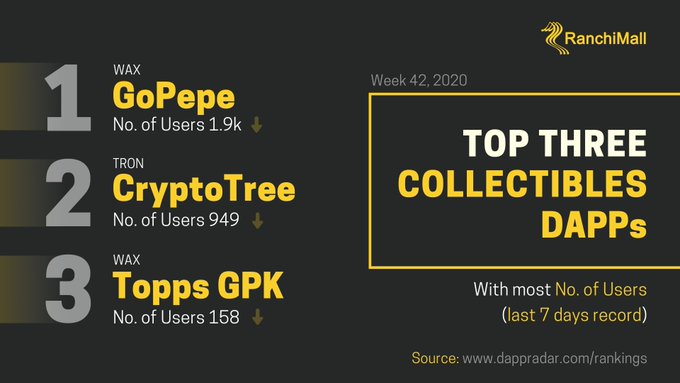 RanchiMall
Week 42, 2020
TOP THREE
COLLECTIBLES
DAPPs
With most No. of Users
(last 7 days record)
Source: www.dappradar.com/rankings
1
WAX
GoPepe
No. of Users 1.9k
2
TRON
CryptoTree
No. of Users 949
3
WAX
Topps GPK
No. of Users 158